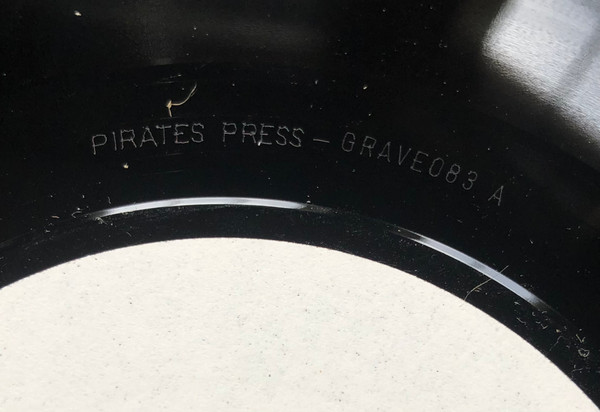 PIRATES PRESS – GRAVE083 A